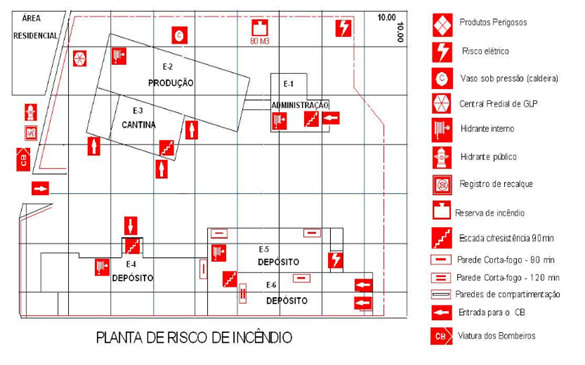 ÁREA
RESIDENCIAL
10.00
10.00
C
80 M3
E-2
PRODUÇÃO
E-1
ADMINISTRAÇÃO
E-3
CANTINA
CB
E-4
DEPÓSITO
E-5
DEPÓSITO
E-6
DEPÓSITO
PLANTA DE RISCO DE INCÊNDIO
Produtos Perigosos
Risco elétrico
C Vaso sob pressão (caldeira)
Central Predial de GLP
Hidrante interno
Hidrante público
Registro de recalque
Reserva de incêndio
Escada c/resistência 90min
Parede Corta-fogo - 90 min
Parede Corta-fogo - 120 min
Paredes de compartimentação
Entrada para o CB
CB Viatura dos Bombeiros